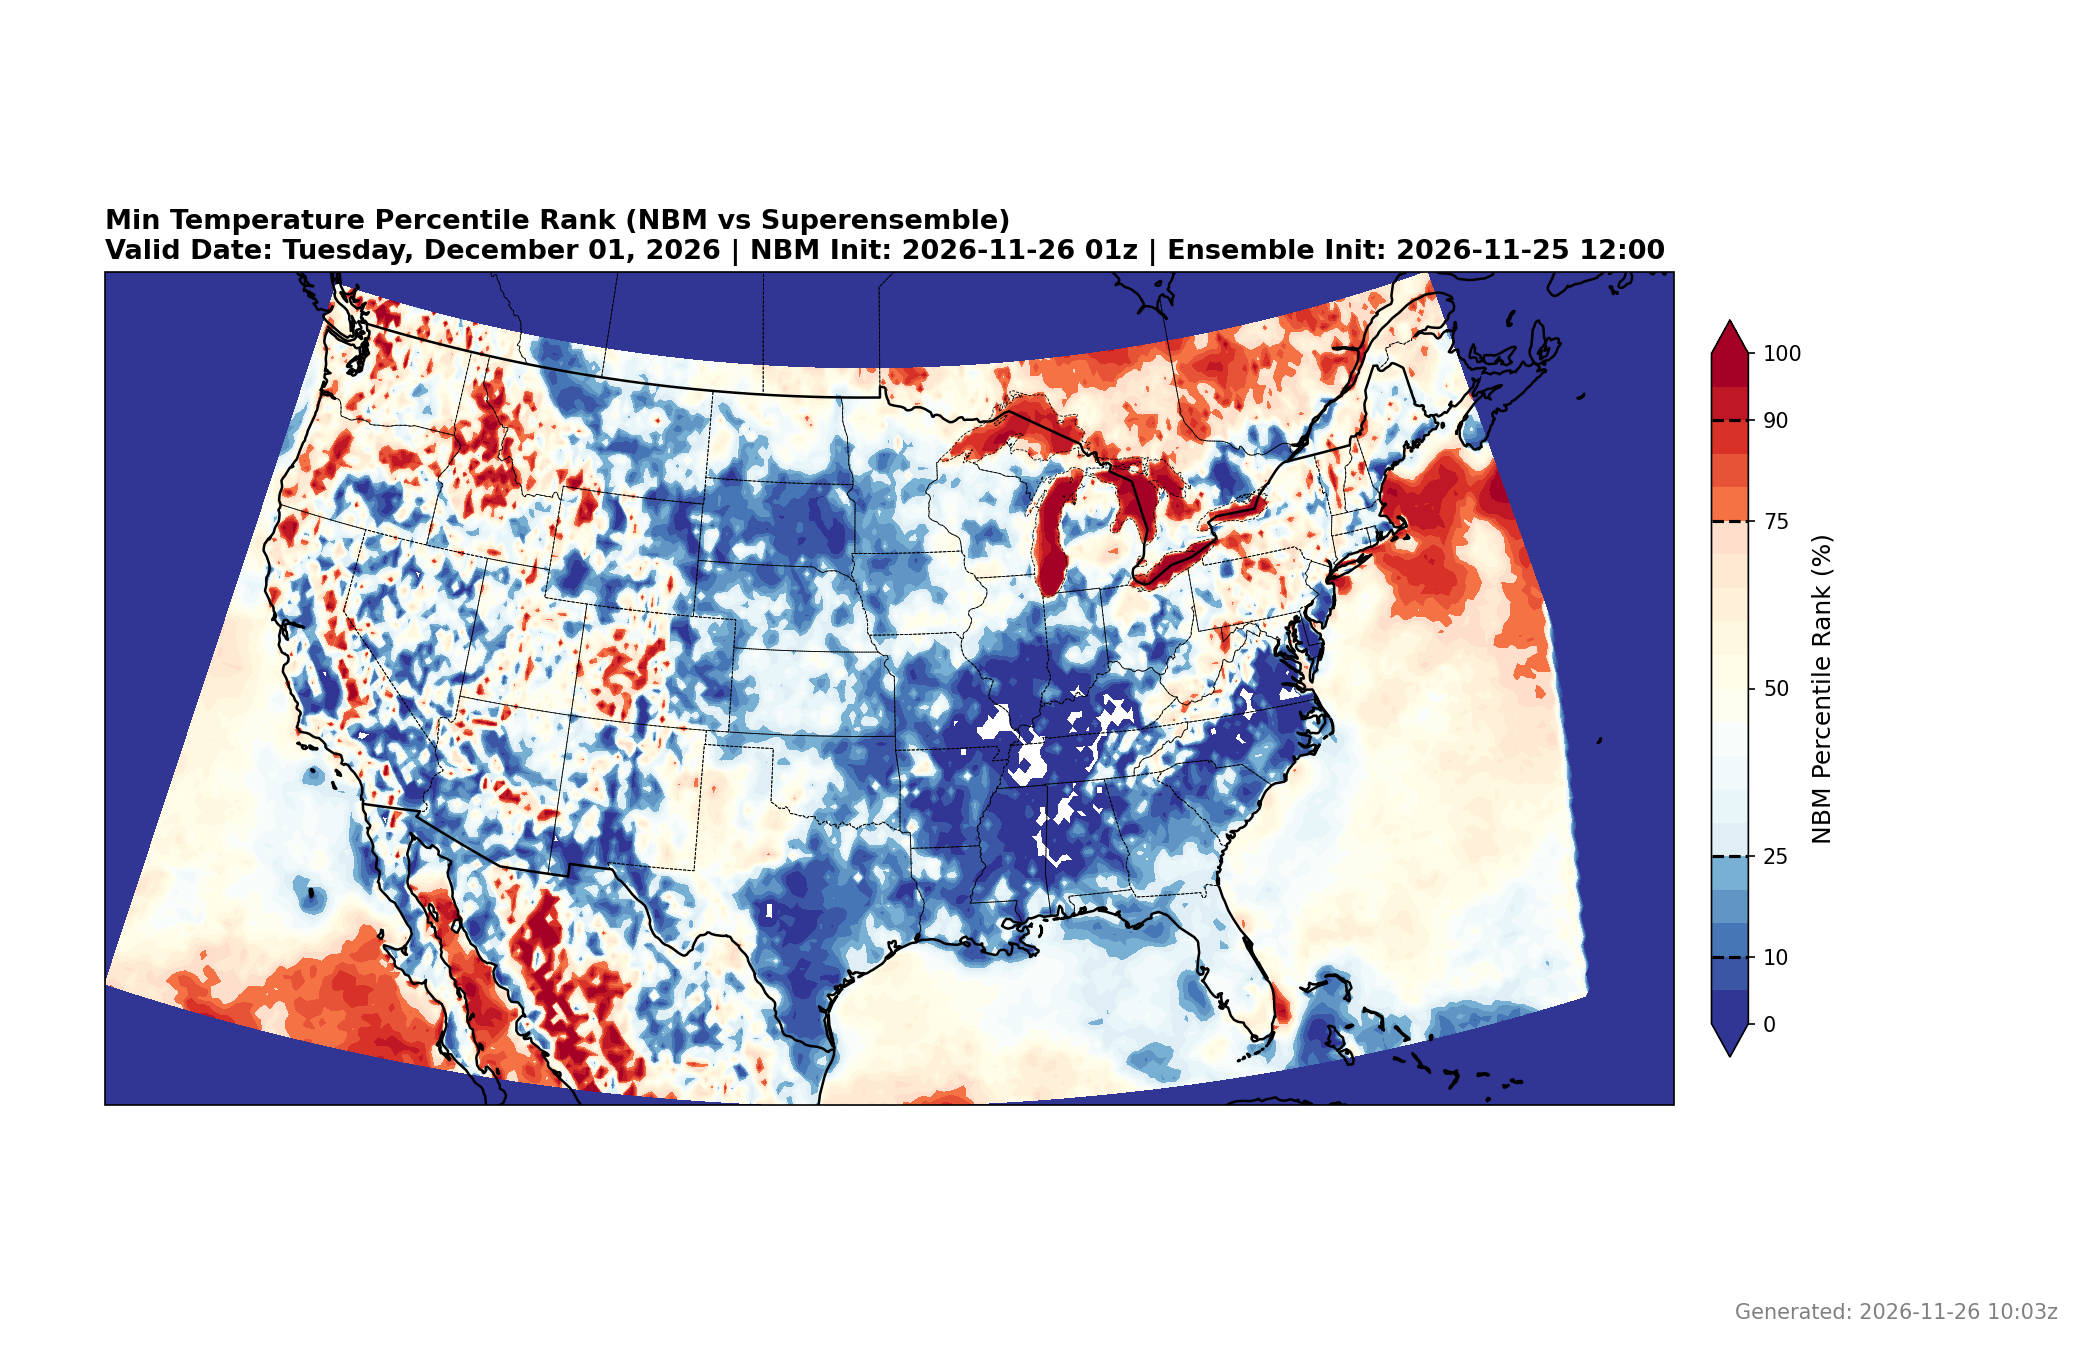 Min Temperature Percentile Rank (NBM vs Superensemble)
Valid Date: Tuesday, December 01, 2026 | NBM Init: 2026-11-26 01z | Ensemble Init: 2026-11-25 12:00
100
90
75
50
25
10
0
NBM Percentile Rank (%)
Generated: 2026-11-26 10:03z